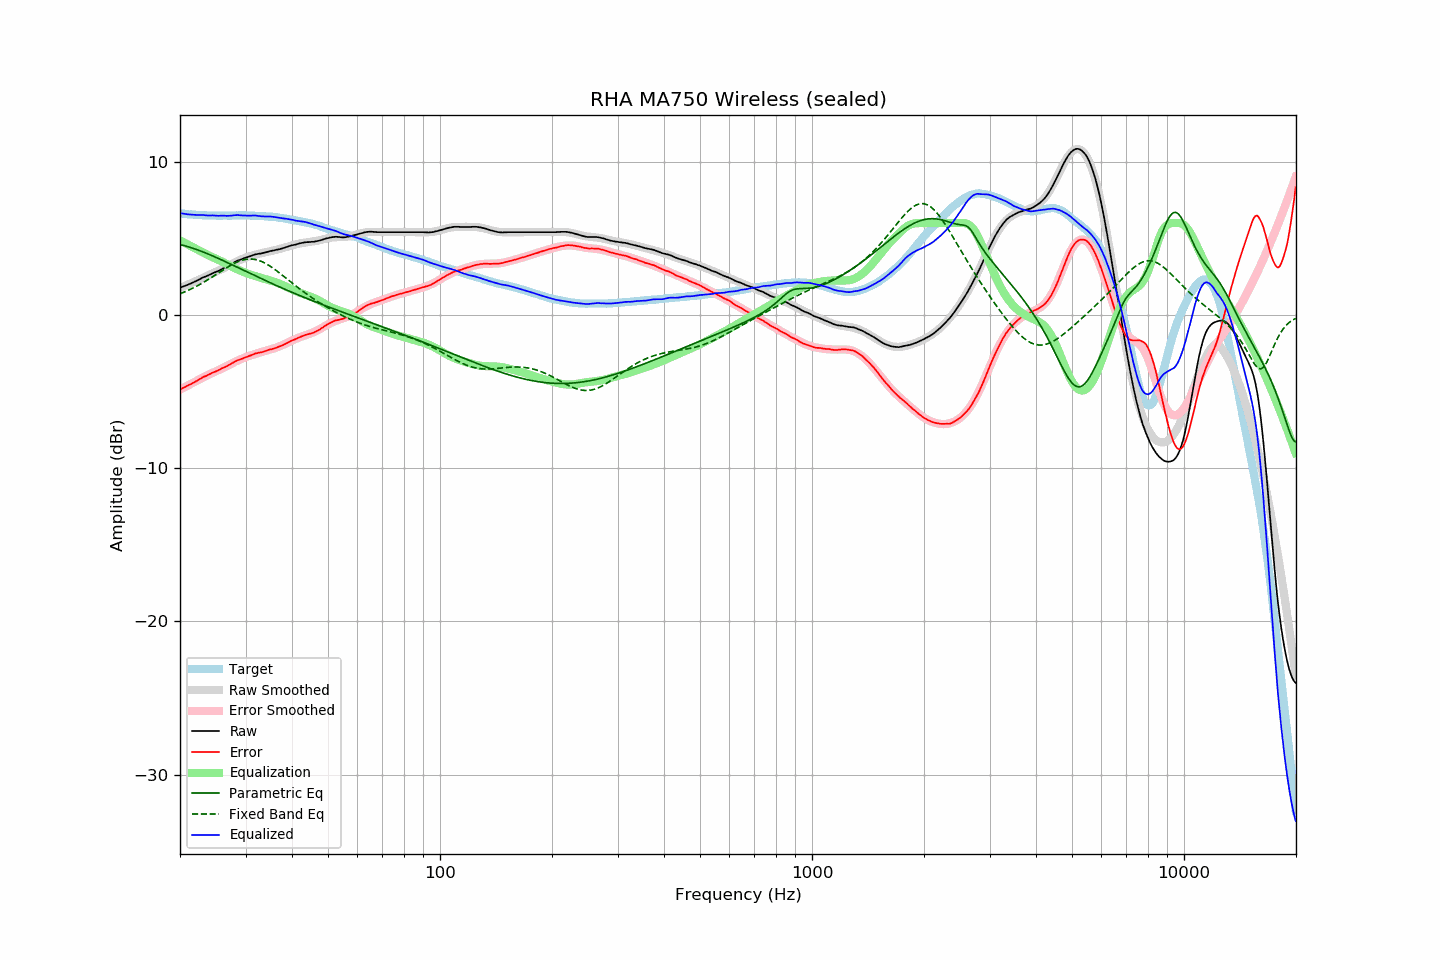 RHA MA750 Wireless (sealed)
10
0
−10
−20
−30
Amplitude (dBr)
Target
Raw Smoothed
Error Smoothed
Raw
Error
Equalization
Parametric Eq
Fixed Band Eq
Equalized
100
1000
10000
Frequency (Hz)